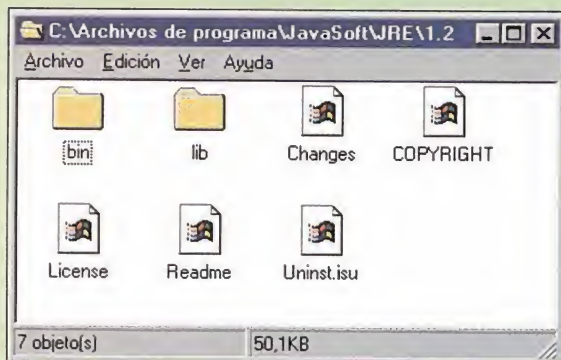 C:\Archivos de programa\JavaSoft\JRE\1.2
Archivo Edición Ver Ayuda
bin lib Changes COPYRIGHT
License Readme Uninst.isu
7 objeto(s) 50,1KB